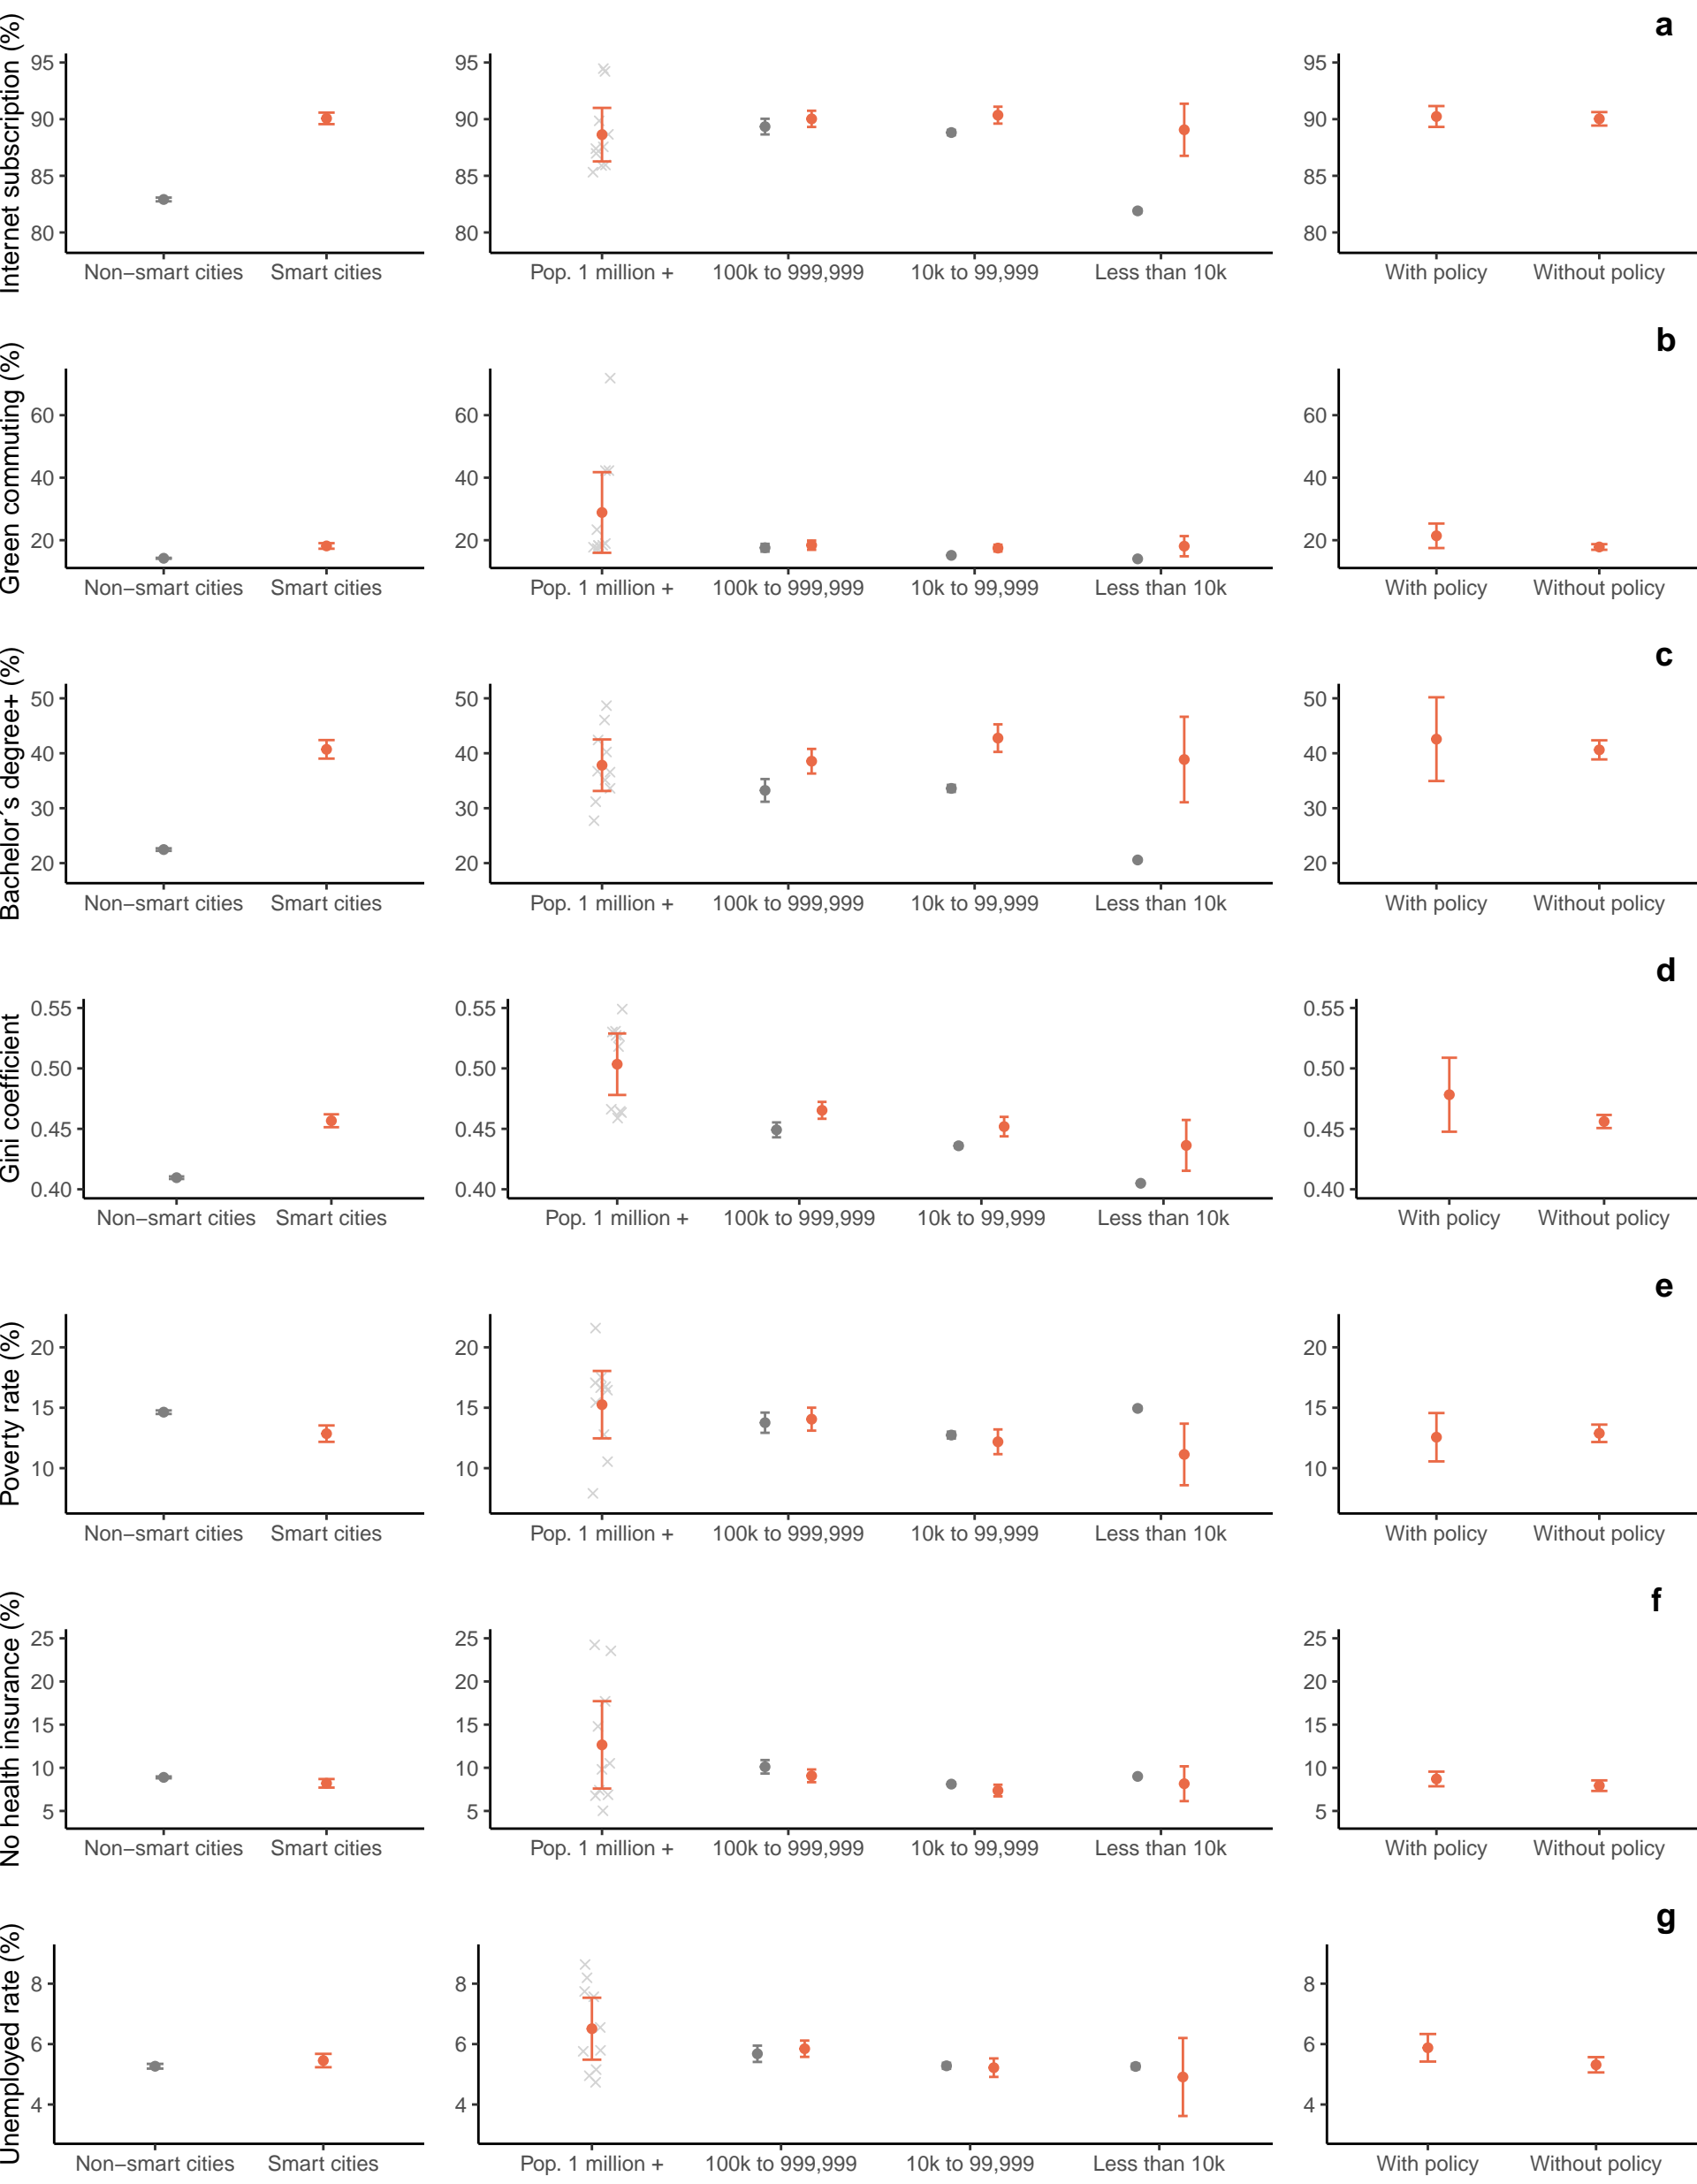 a
Internet subscription (%)
95
90
85
80
Non−smart cities
Smart cities
95
90
85
80
Pop. 1 million +
100k to 999,999
10k to 99,999
Less than 10k
95
90
85
80
With policy
Without policy
b
Green commuting (%)
60
40
20
Non−smart cities
Smart cities
60
40
20
Pop. 1 million +
100k to 999,999
10k to 99,999
Less than 10k
60
40
20
With policy
Without policy
c
Bachelor´s degree+ (%)
50
40
30
20
Non−smart cities
Smart cities
50
40
30
20
Pop. 1 million +
100k to 999,999
10k to 99,999
Less than 10k
50
40
30
20
With policy
Without policy
d
Gini coefficient
0.55
0.50
0.45
0.40
Non−smart cities
Smart cities
0.55
0.50
0.45
0.40
Pop. 1 million +
100k to 999,999
10k to 99,999
Less than 10k
0.55
0.50
0.45
0.40
With policy
Without policy
e
Poverty rate (%)
20
15
10
Non−smart cities
Smart cities
20
15
10
Pop. 1 million +
100k to 999,999
10k to 99,999
Less than 10k
20
15
10
With policy
Without policy
f
No health insurance (%)
25
20
15
10
5
Non−smart cities
Smart cities
25
20
15
10
5
Pop. 1 million +
100k to 999,999
10k to 99,999
Less than 10k
25
20
15
10
5
With policy
Without policy
g
Unemployed rate (%)
8
6
4
Non−smart cities
Smart cities
8
6
4
Pop. 1 million +
100k to 999,999
10k to 99,999
Less than 10k
8
6
4
With policy
Without policy